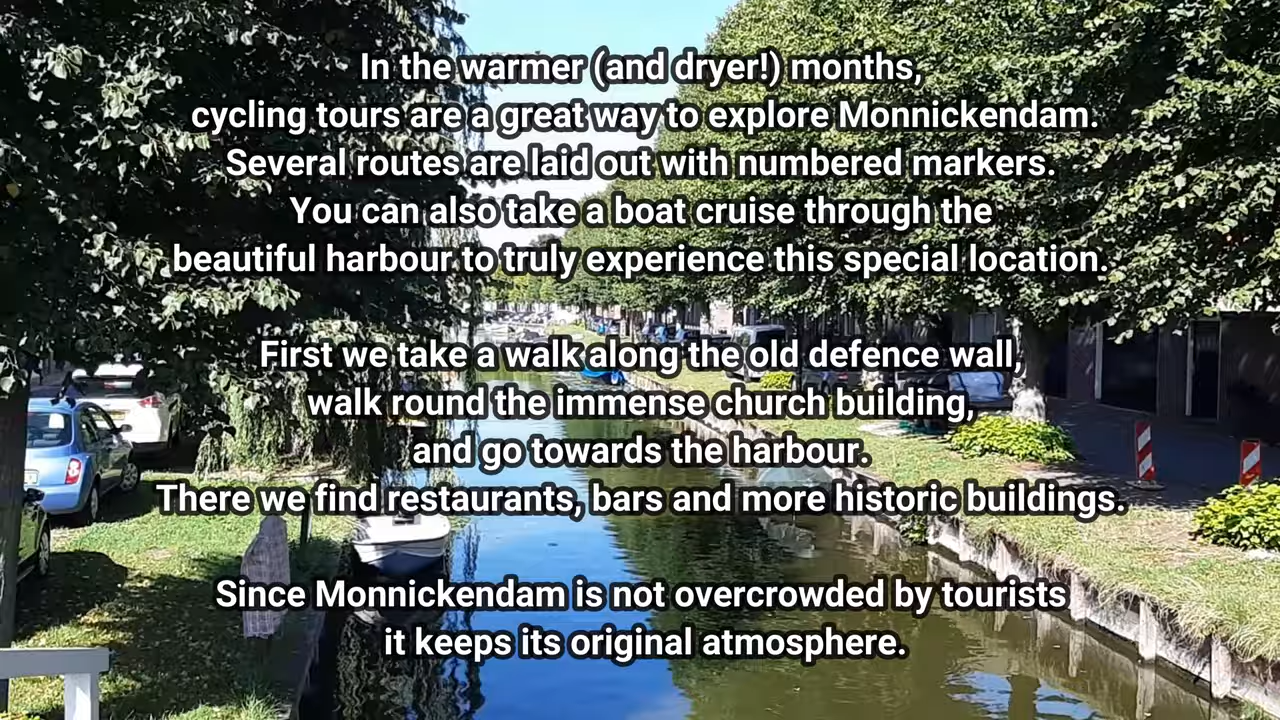 In the warmer (and dryer!) months,
cycling tours are a great way to explore Monnickendam.
Several routes are laid out with numbered markers.
You can also take a boat cruise through the
beautiful harbour to truly experience this special location.
First we take a walk along the old defence wall,
walk round the immense church building,
and go towards the harbour.
There we find restaurants, bars and more historic buildings.
Since Monnickendam is not overcrowded by tourists
it keeps its original atmosphere.